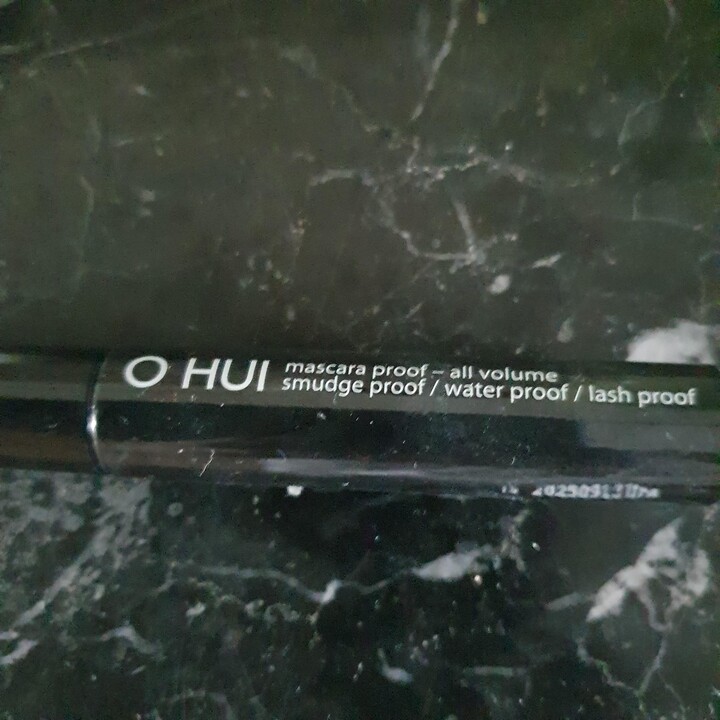 O HUI
mascara proof – all volume
smudge proof / water proof / lash proof